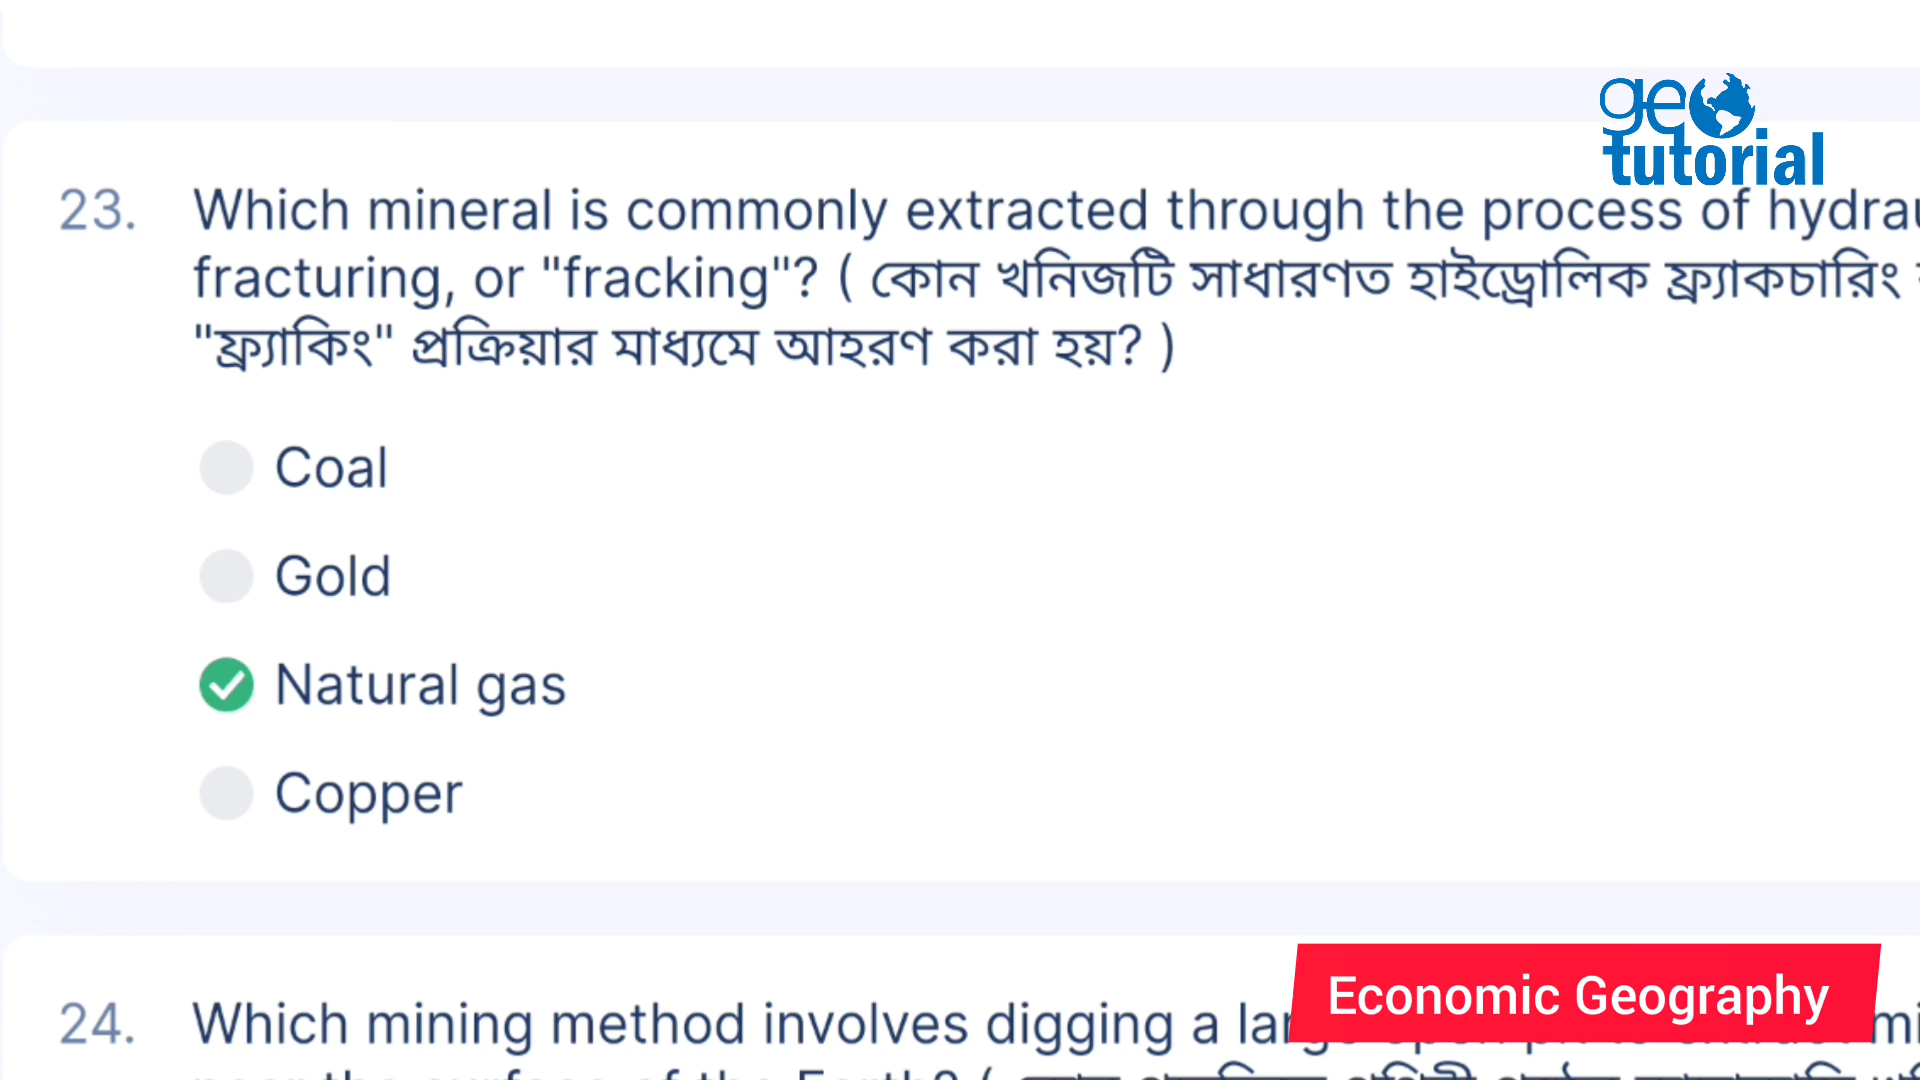 geo
tutorial
23. Which mineral is commonly extracted through the process of
fracturing, or "fracking"? ( কোন খনিজটি সাধারণত হাইড্রোলিক ফ্র্যাকচারিং
"ফ্র্যাকিং" প্রক্রিয়ার মাধ্যমে আহরণ করা হয়? )
Coal
Gold
Natural gas
Copper
Economic Geography
24. Which mining method involves digging a